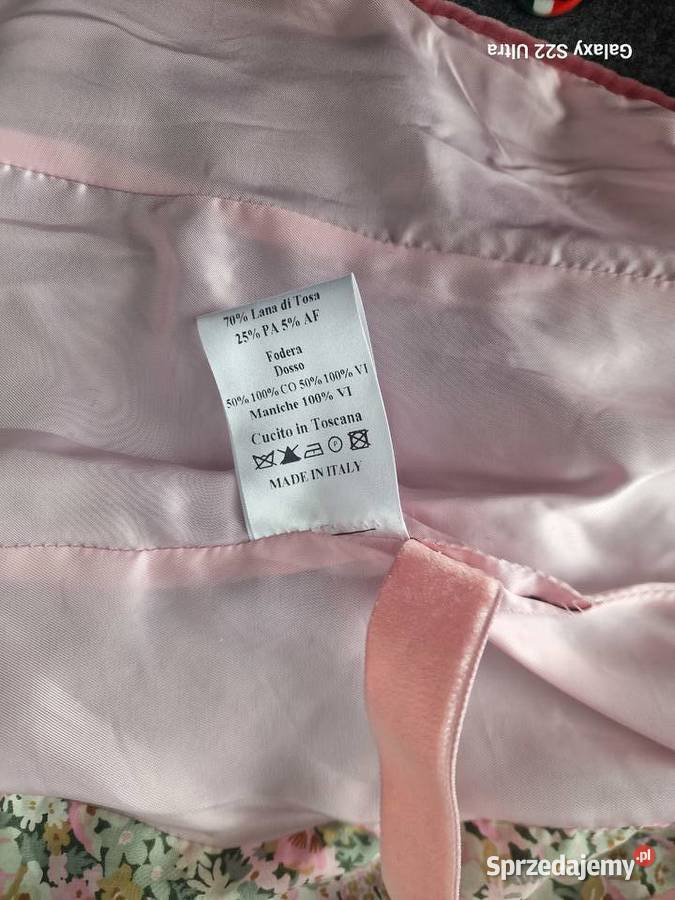 Galaxy S22 Ultra
70% Lana di Tosa
25% PA 5% AF
Fodera
Dosso
50% 100% CO 50% 100% VI
Maniche 100% VI
Cucito in Toscana
P
MADE IN ITALY
Sprzedajemy.pl